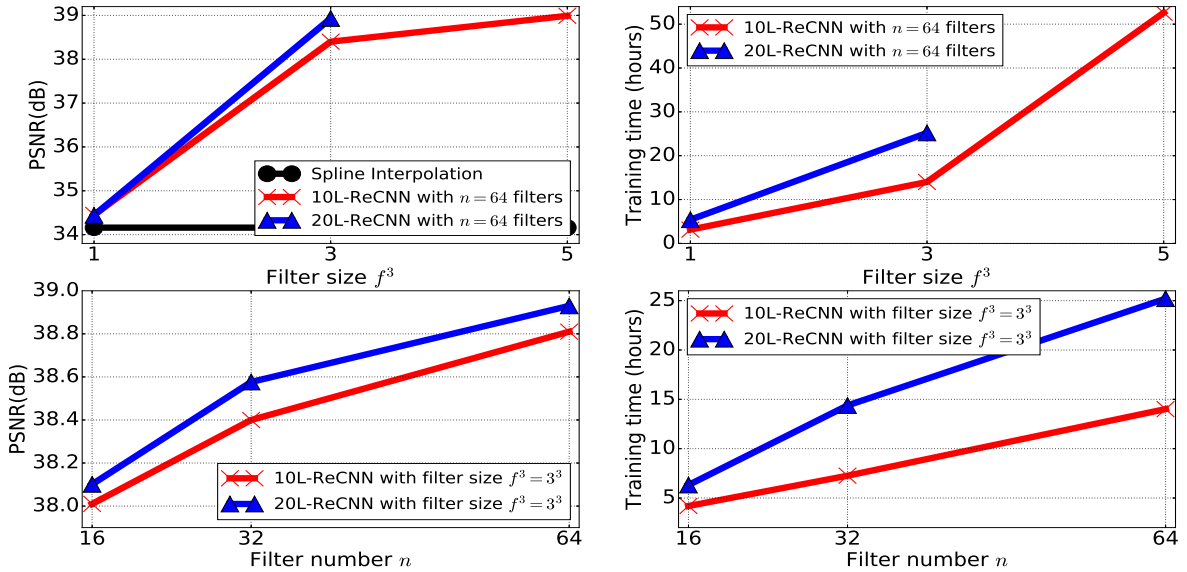 PSNR(dB)
39
38
37
36
35
34
Spline Interpolation
10L-ReCNN with n = 64 filters
20L-ReCNN with n = 64 filters
1
3
5
Filter size f³
Training time (hours)
50
40
30
20
10
0
10L-ReCNN with n = 64 filters
20L-ReCNN with n = 64 filters
1
3
5
Filter size f³
PSNR(dB)
39.0
38.8
38.6
38.4
38.2
38.0
10L-ReCNN with filter size f³ = 3³
20L-ReCNN with filter size f³ = 3³
16
32
64
Filter number n
Training time (hours)
25
20
15
10
5
10L-ReCNN with filter size f³ = 3³
20L-ReCNN with filter size f³ = 3³
16
32
64
Filter number n